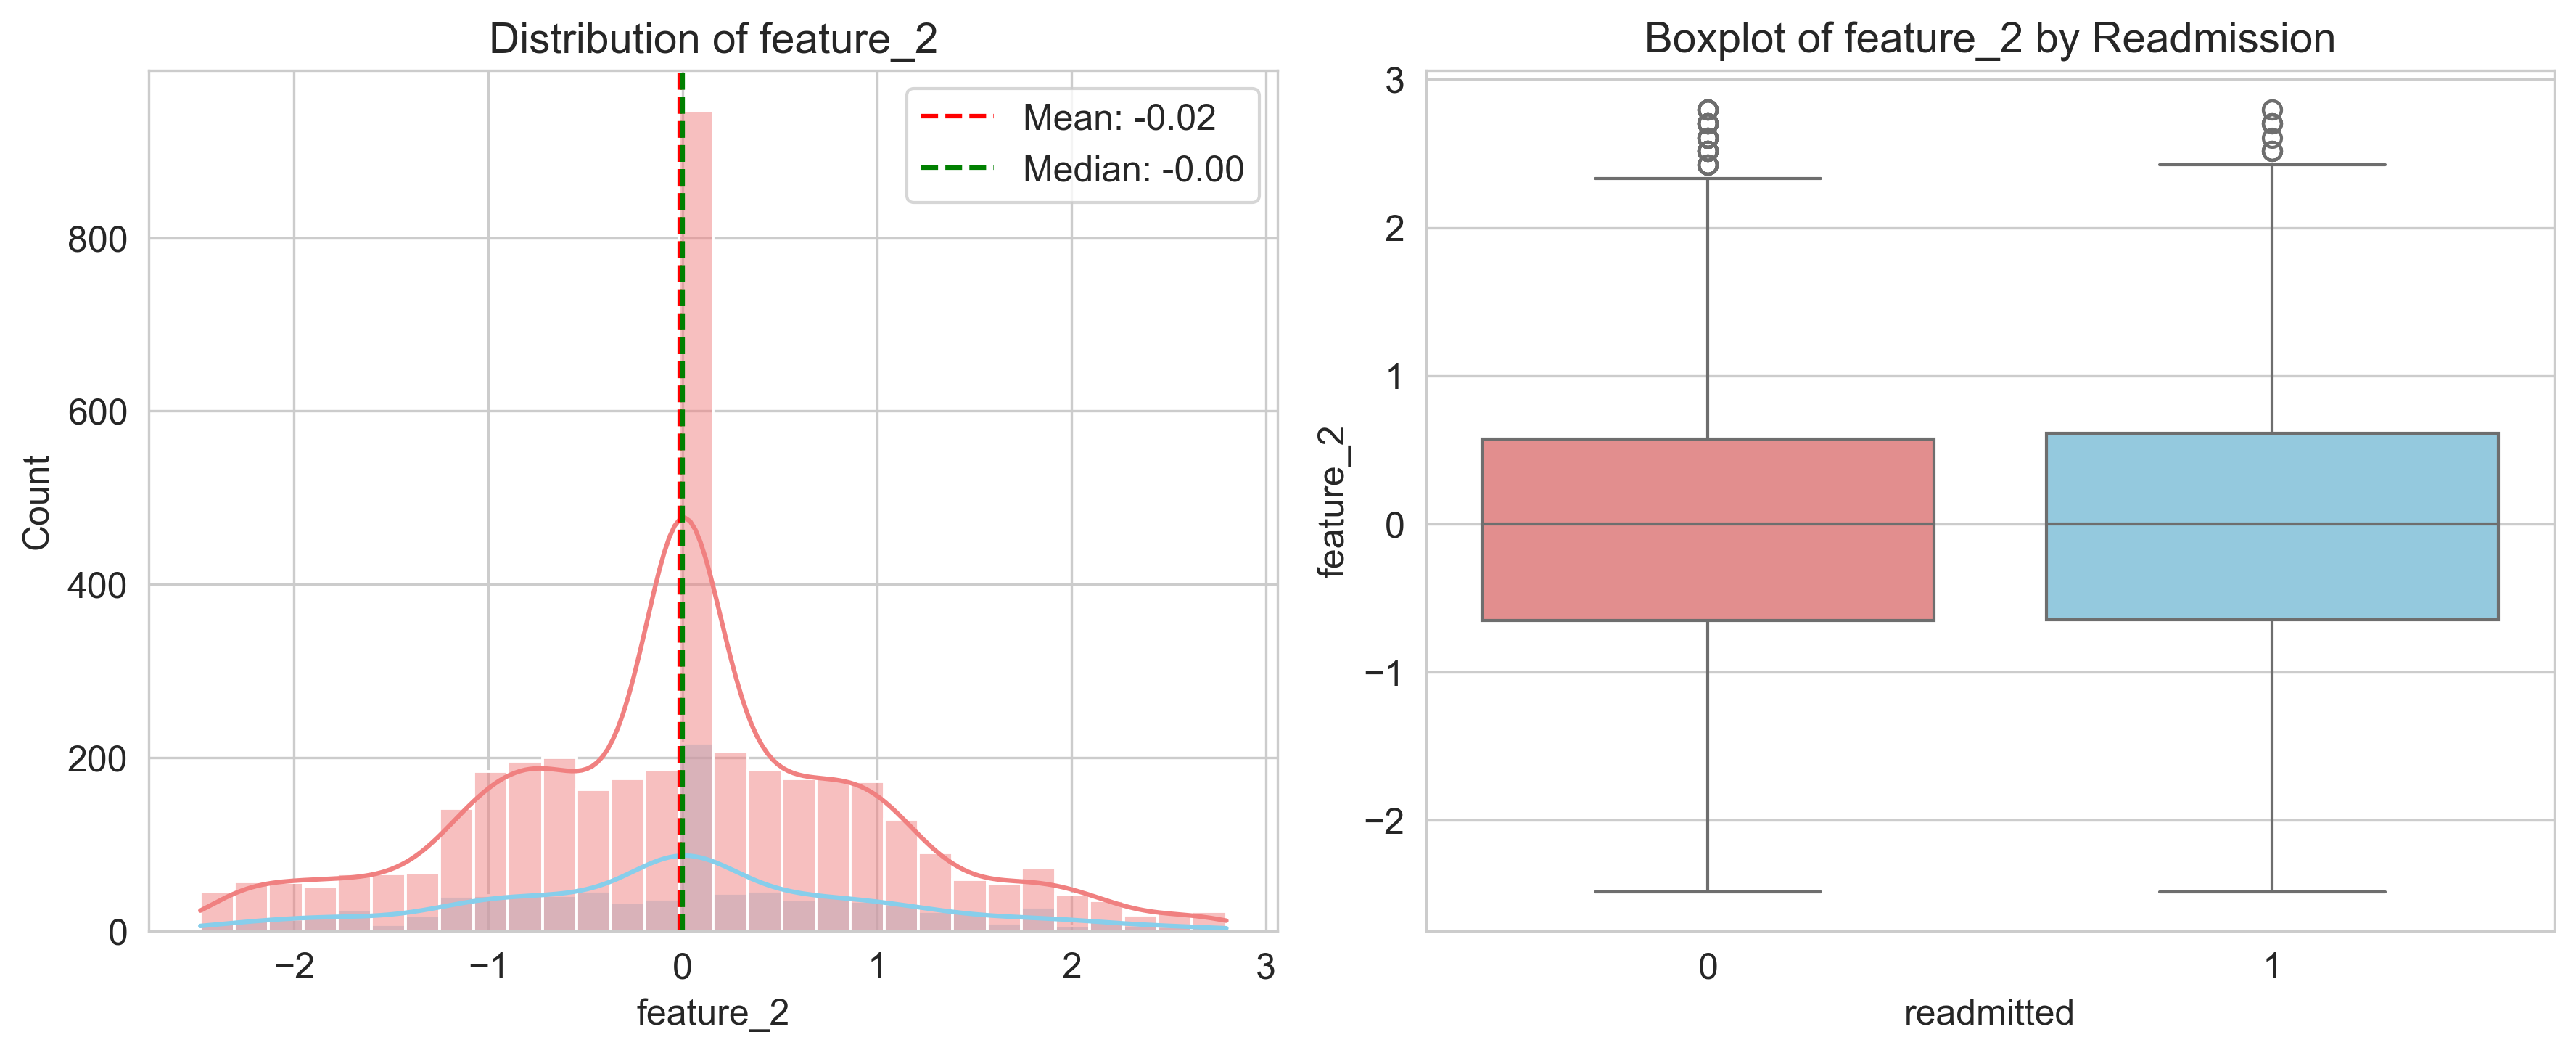 Distribution of feature_2
Mean: -0.02
Median: -0.00
Count
800
600
400
200
0
−2
−1
0
1
2
3
feature_2
Boxplot of feature_2 by Readmission
feature_2
3
2
1
0
−1
−2
0
1
readmitted